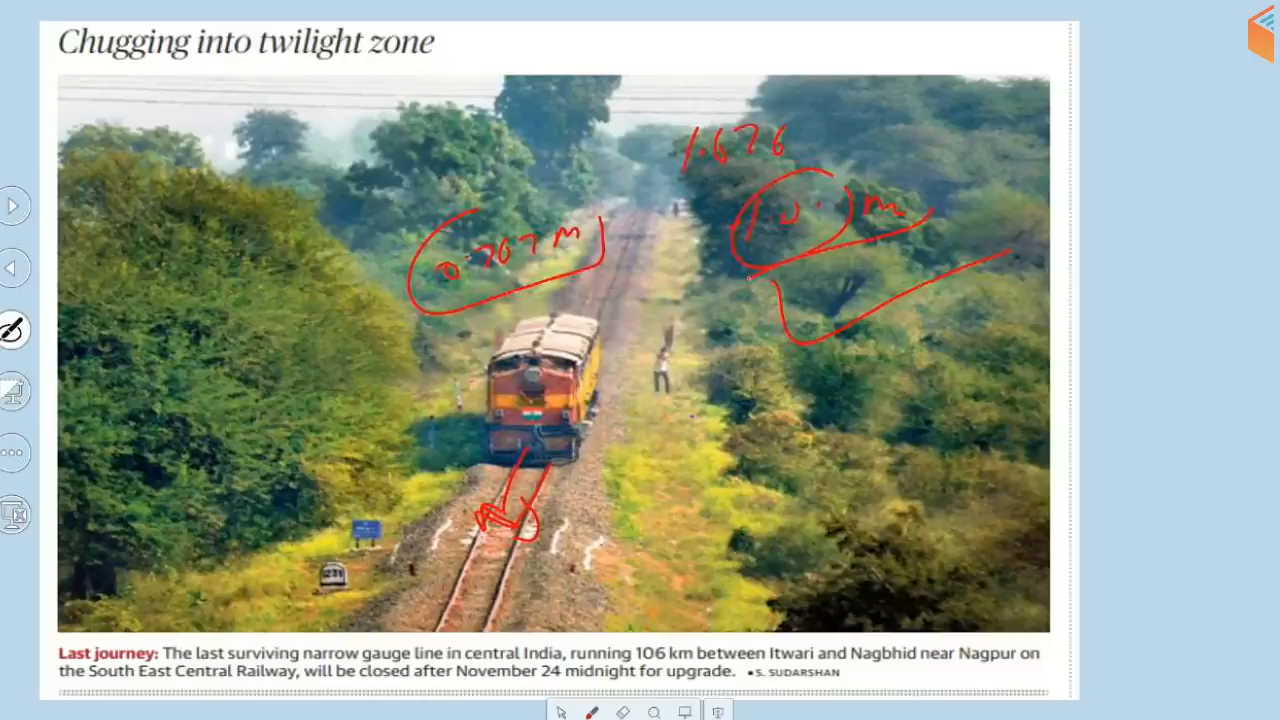 Chugging into twilight zone
1.676
0.767 m
m
231
Last journey: The last surviving narrow gauge line in central India, running 106 km between Itwari and Nagbhid near Nagpur on
the South East Central Railway, will be closed after November 24 midnight for upgrade. •S. SUDARSHAN